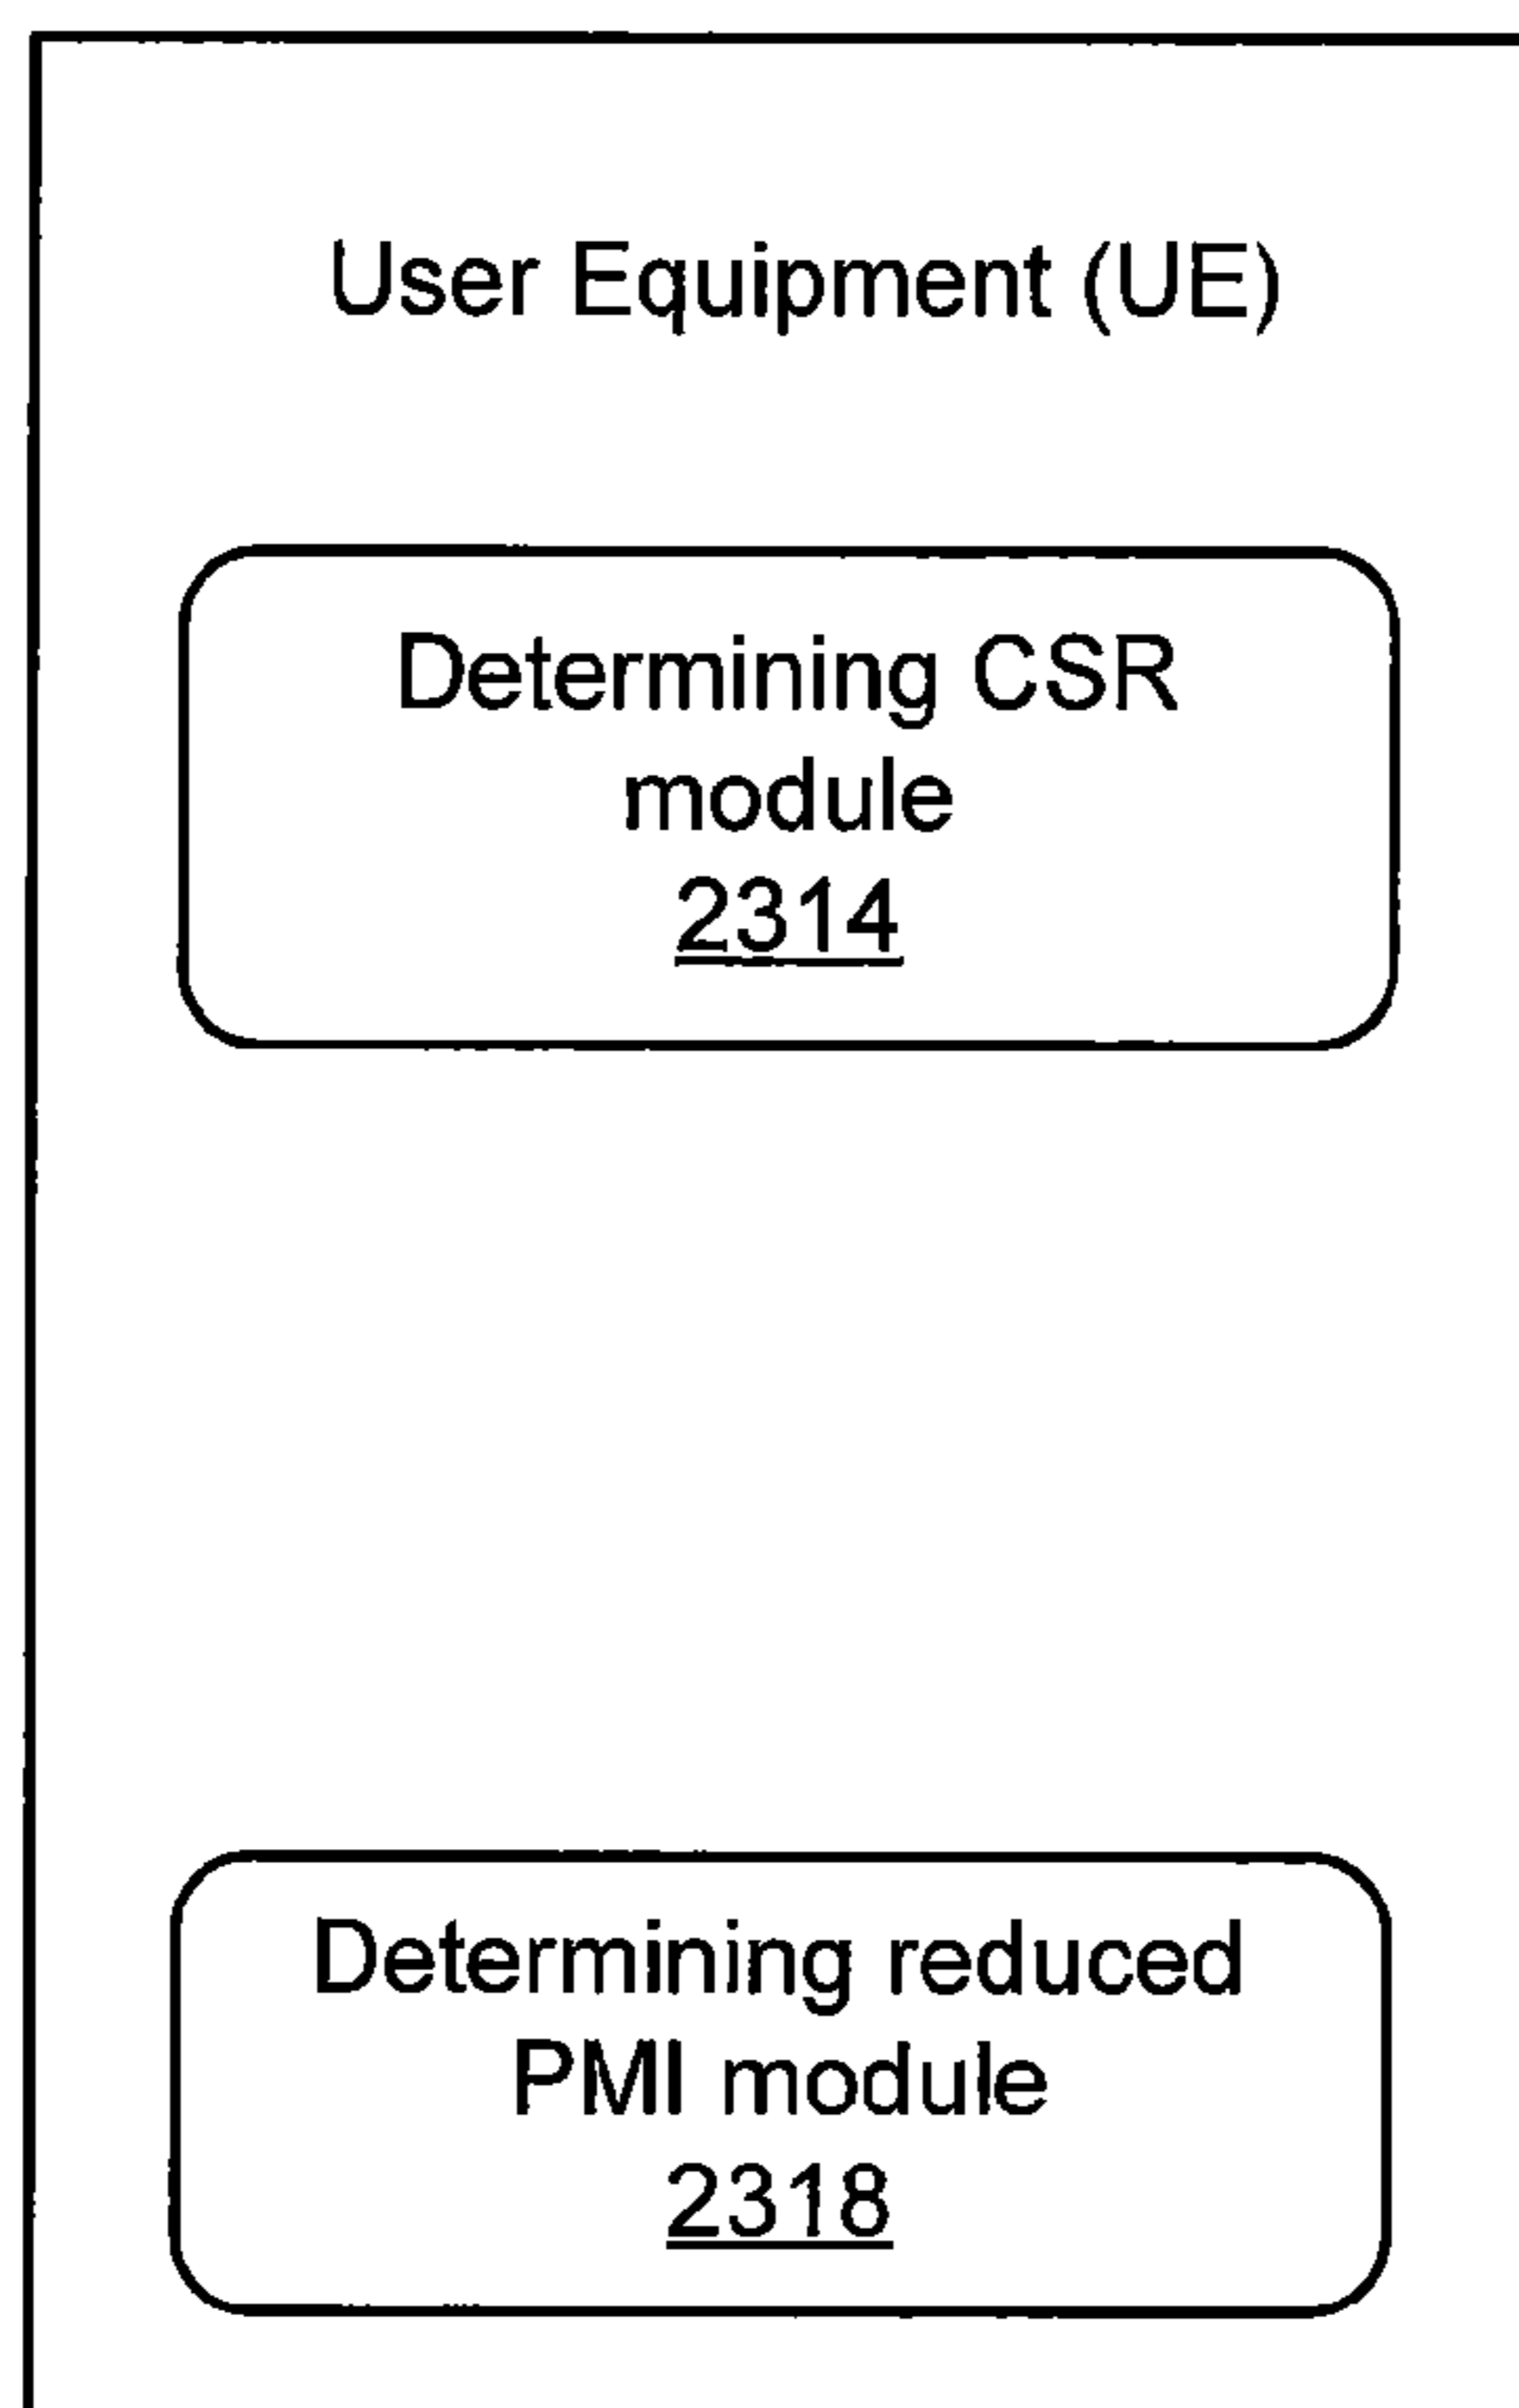 User Equipment (UE)
Determining CSR
module
2314
Determining reduced
PMI module
2318